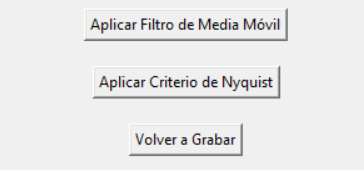 Aplicar Filtro de Media Móvil
Aplicar Criterio de Nyquist
Volver a Grabar